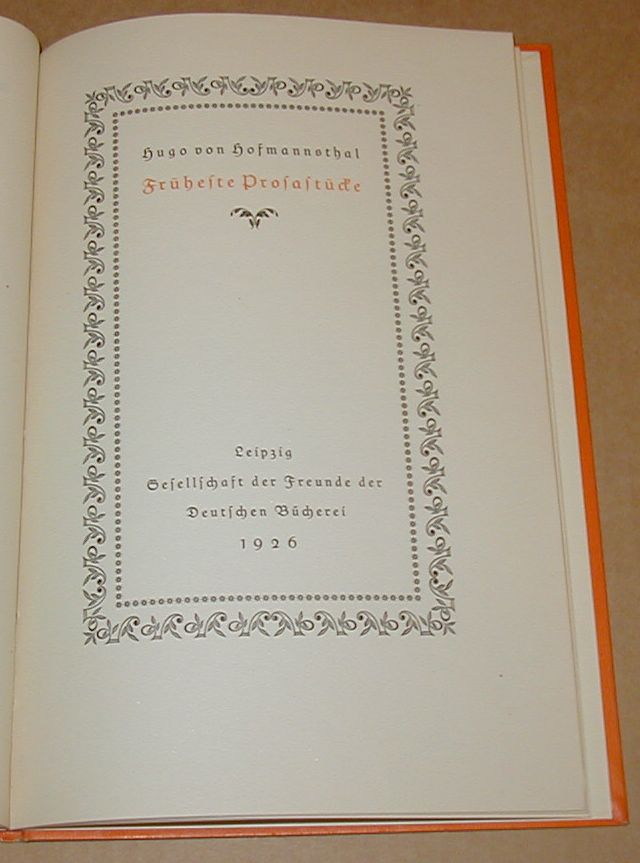 Hugo von Hofmannsthal
Früheſte Proſaſtücke
Leipzig
Geſellſchaft der Freunde der
Deutſchen Bücherei
1926